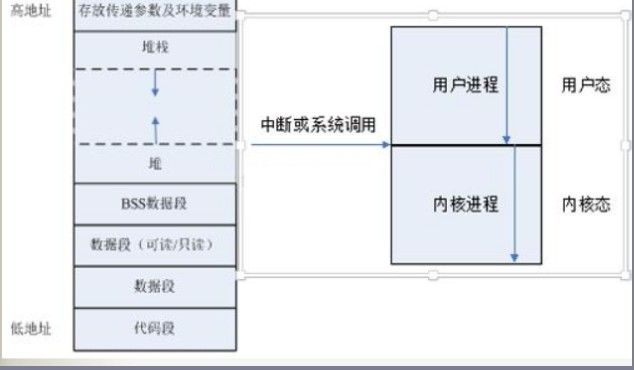 高地址
存放传递参数及环境变量
堆栈
堆
BSS数据段
数据段（可读/只读）
数据段
低地址
代码段
中断或系统调用
用户进程
用户态
内核进程
内核态